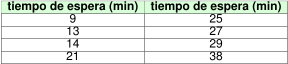 tiempo de espera (min) tiempo de espera (min)
9 25
13 27
14 29
21 38